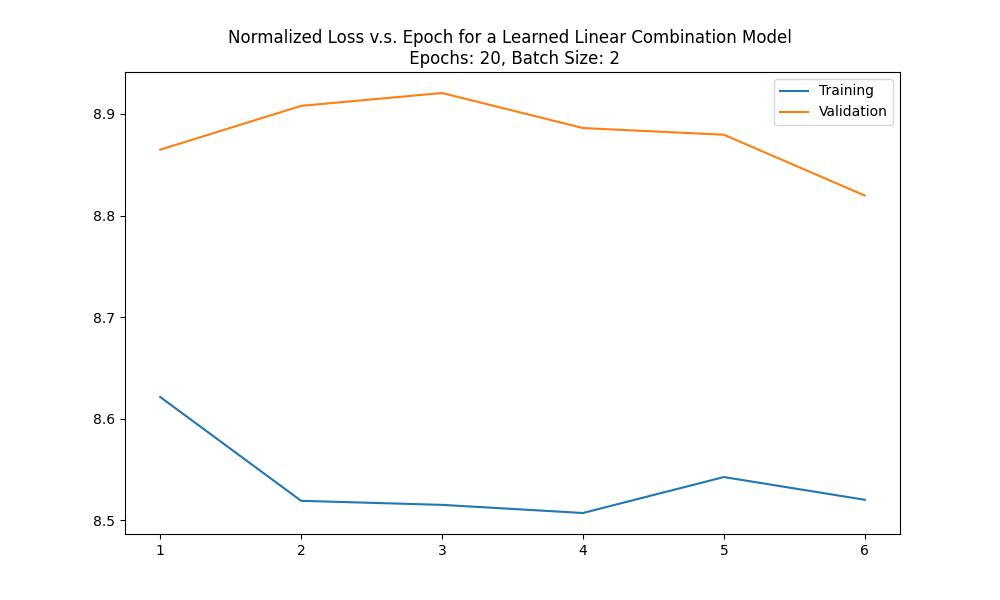 Normalized Loss v.s. Epoch for a Learned Linear Combination Model
Epochs: 20, Batch Size: 2
Training
Validation
8.9
8.8
8.7
8.6
8.5
1 2 3 4 5 6